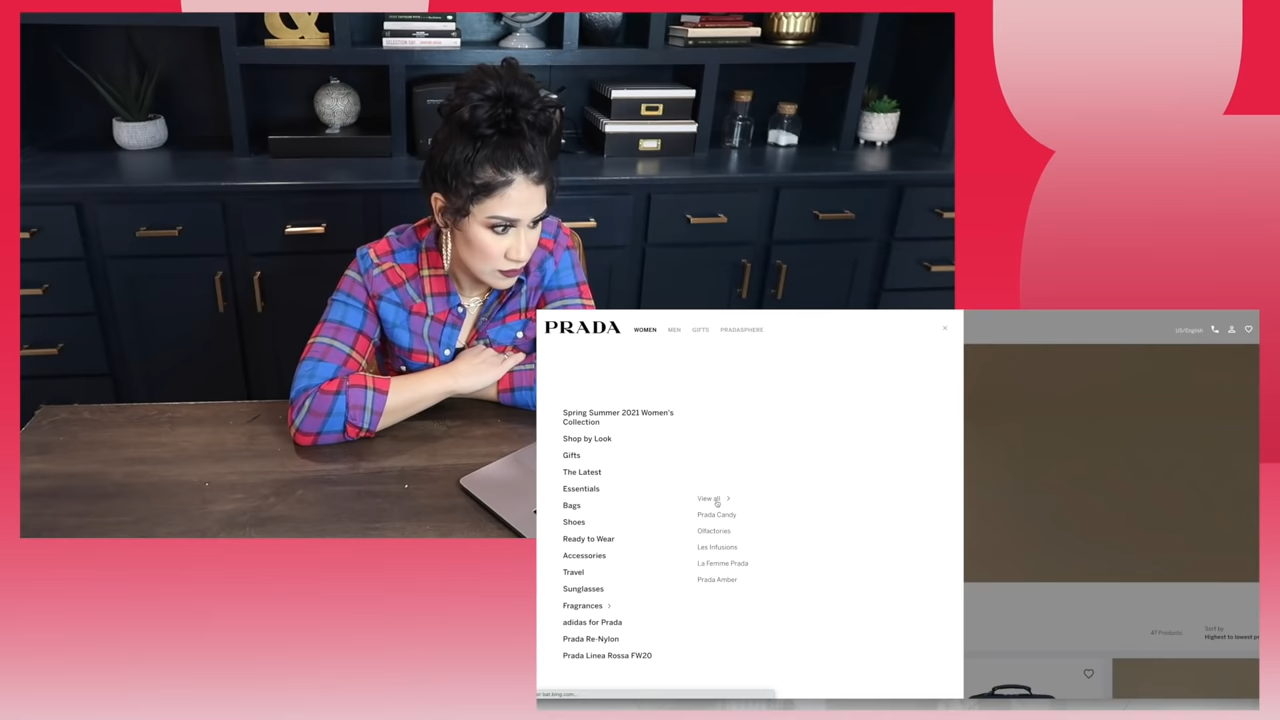 PRADA
WOMEN MEN GIFTS PRADASPHERE
US/English
Spring Summer 2021 Women's
Collection
Shop by Look
Gifts
The Latest
Essentials
Bags
Shoes
Ready to Wear
Accessories
Travel
Sunglasses
Fragrances
adidas for Prada
Prada Re-Nylon
Prada Linea Rossa FW20
View all
Prada Candy
Olfactories
Les Infusions
La Femme Prada
Prada Amber
47 Products
Sort by
Highest to lowest
bat.bing.com...